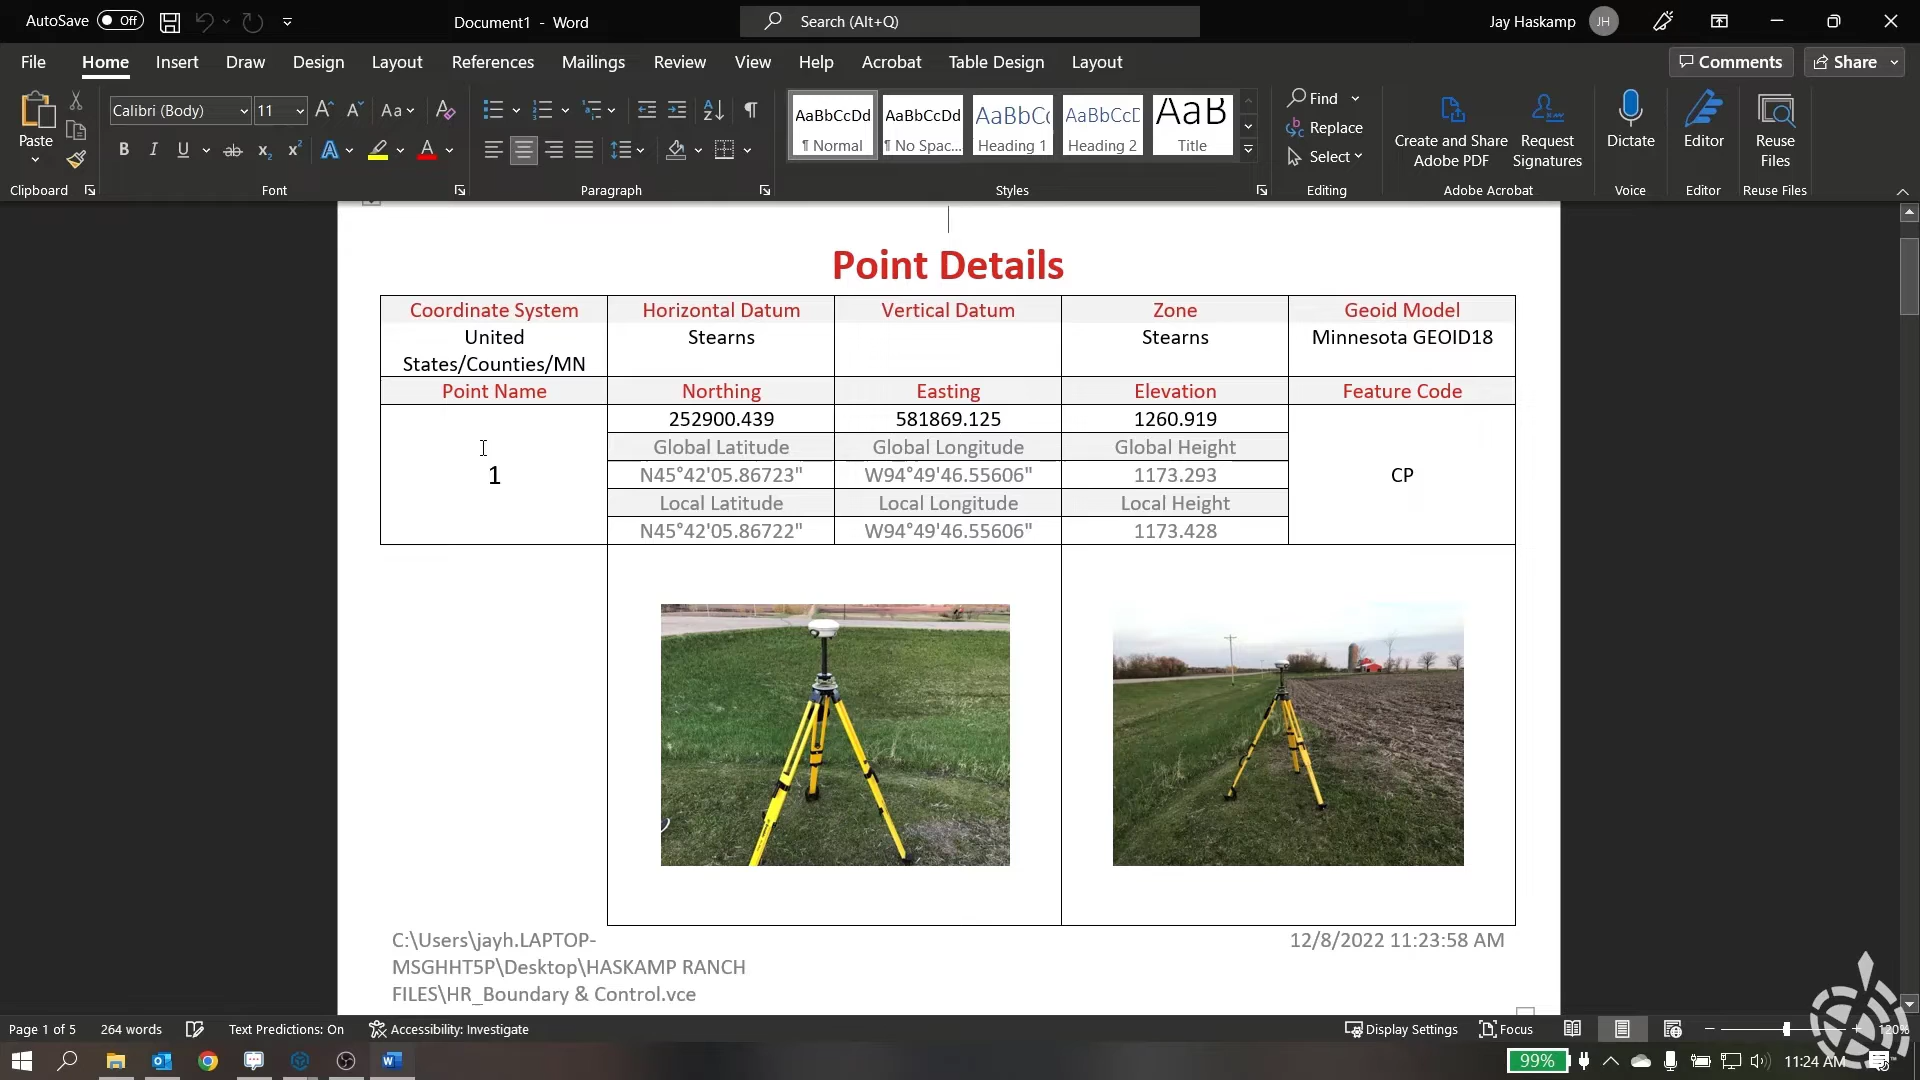 AutoSave Off Document1 - Word Search (Alt+Q) Jay Haskamp JH
File Home Insert Draw Design Layout References Mailings Review View Help Acrobat Table Design Layout Comments Share
Paste
Calibri (Body) 11
Aa
AaBbCcDd AaBbCcDd AaBbCc AaBbCcD AaB
¶ Normal ¶ No Spac... Heading 1 Heading 2 Title
Find
Replace
Select
Create and Share
Adobe PDF
Request
Signatures
Dictate
Editor
Reuse
Files
Clipboard Font Paragraph Styles Editing Adobe Acrobat Voice Editor Reuse Files
Point Details
Coordinate System Horizontal Datum Vertical Datum Zone Geoid Model
United Stearns Stearns Minnesota GEOID18
States/Counties/MN
Point Name Northing Easting Elevation Feature Code
252900.439 581869.125 1260.919
Global Latitude Global Longitude Global Height
1 N45°42'05.86723" W94°49'46.55606" 1173.293 CP
Local Latitude Local Longitude Local Height
N45°42'05.86722" W94°49'46.55606" 1173.428
C:\Users\jayh.LAPTOP- 12/8/2022 11:23:58 AM
MSGHHT5P\Desktop\HASKAMP RANCH
FILES\HR_Boundary & Control.vce
Page 1 of 5 264 words Text Predictions: On Accessibility: Investigate Display Settings Focus 120%
99% 11:24 AM